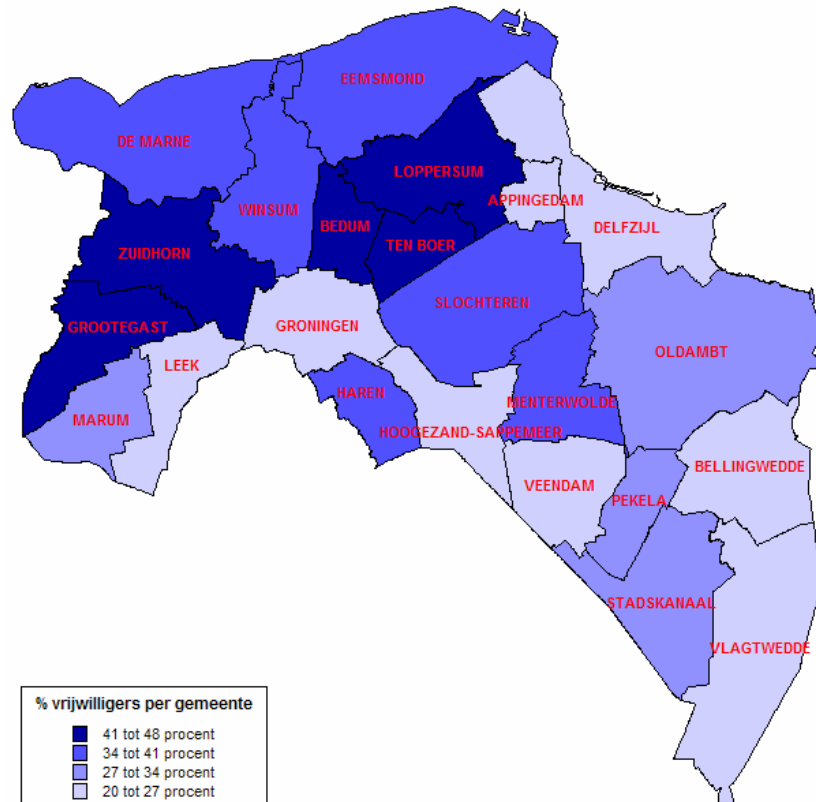 EEMSMOND
DE MARNE
LOPPERSUM
APPINGEDAM
WINSUM
BEDUM
DELFZIJL
TEN BOER
ZUIDHORN
SLOCHTEREN
GROOTEGAST
GRONINGEN
OLDAMBT
LEEK
HAREN
MENTERWOLDE
MARUM
HOOGEZAND-SAPPEMEER
BELLINGWEDDE
VEENDAM
PEKELA
STADSKANAAL
VLAGTWEDDE
% vrijwilligers per gemeente
41 tot 48 procent
34 tot 41 procent
27 tot 34 procent
20 tot 27 procent